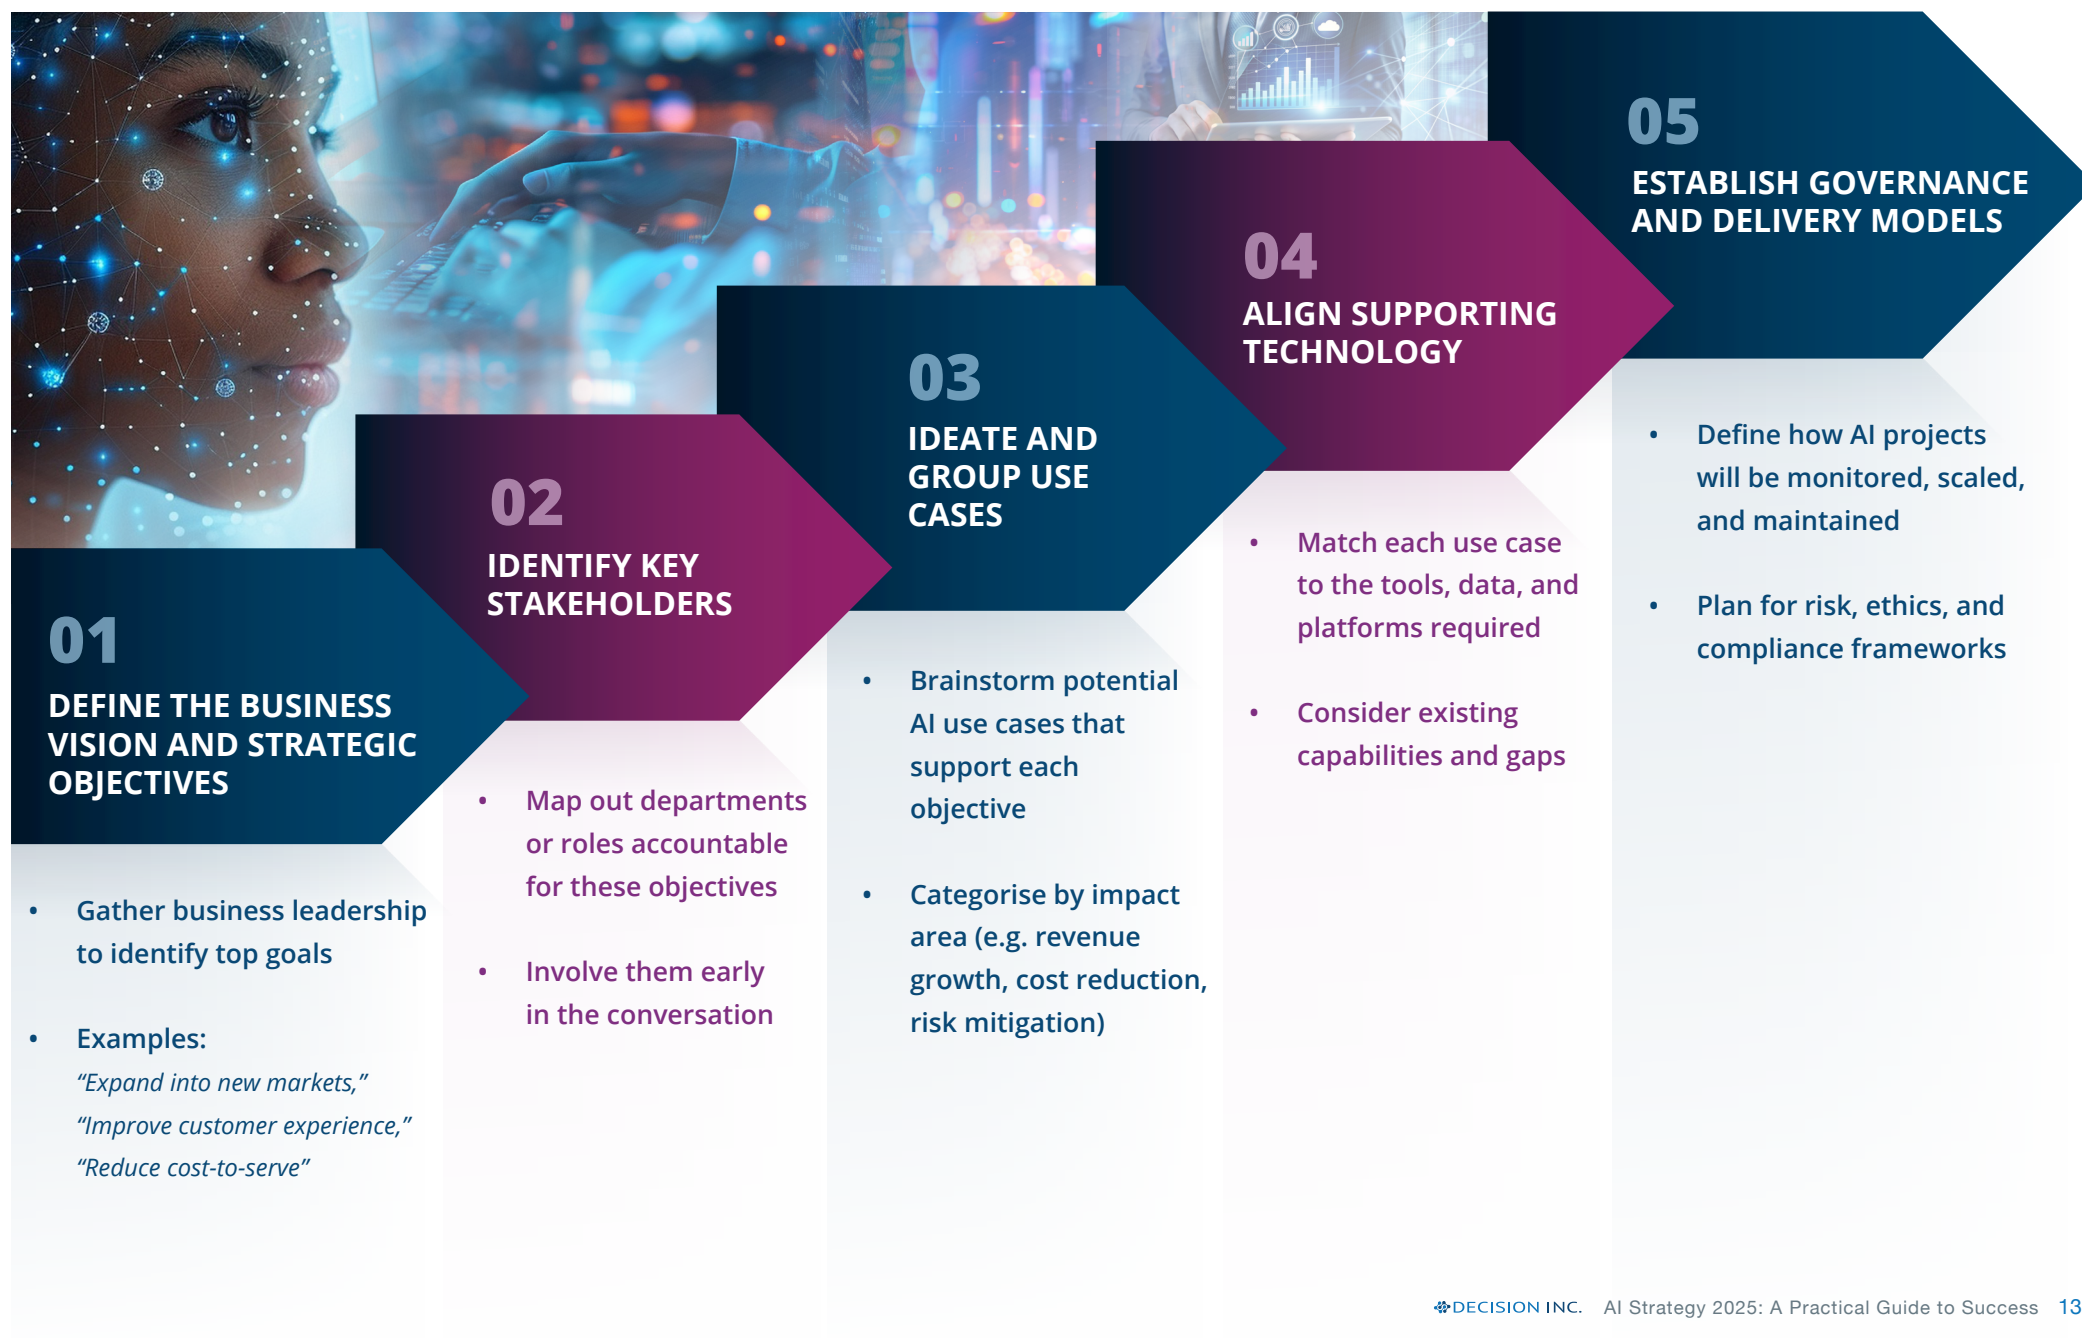 01
DEFINE THE BUSINESS
VISION AND STRATEGIC
OBJECTIVES
• Gather business leadership
to identify top goals
• Examples:
“Expand into new markets,”
“Improve customer experience,”
“Reduce cost-to-serve”
02
IDENTIFY KEY
STAKEHOLDERS
• Map out departments
or roles accountable
for these objectives
• Involve them early
in the conversation
03
IDEATE AND
GROUP USE
CASES
• Brainstorm potential
AI use cases that
support each
objective
• Categorise by impact
area (e.g. revenue
growth, cost reduction,
risk mitigation)
04
ALIGN SUPPORTING
TECHNOLOGY
• Match each use case
to the tools, data, and
platforms required
• Consider existing
capabilities and gaps
05
ESTABLISH GOVERNANCE
AND DELIVERY MODELS
• Define how AI projects
will be monitored, scaled,
and maintained
• Plan for risk, ethics, and
compliance frameworks
DECISION INC. AI Strategy 2025: A Practical Guide to Success 13